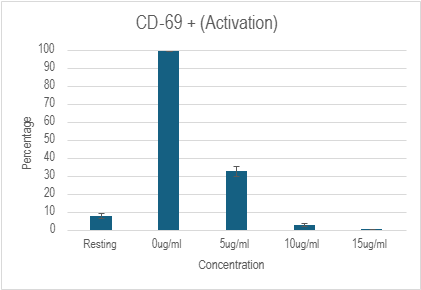 CD-69 + (Activation)
Percentage
100
90
80
70
60
50
40
30
20
10
0
Resting 0ug/ml 5ug/ml 10ug/ml 15ug/ml
Concentration